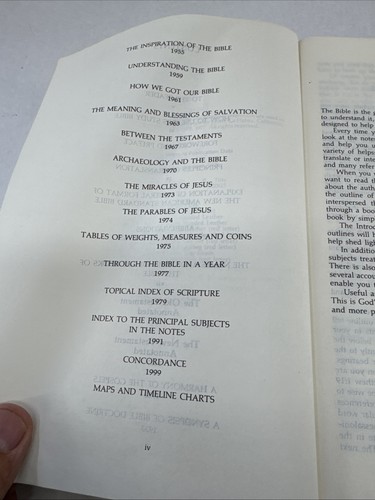 THE INSPIRATION OF THE BIBLE
1955
UNDERSTANDING THE BIBLE
1959
HOW WE GOT OUR BIBLE
1961
THE MEANING AND BLESSINGS OF SALVATION
1963
BETWEEN THE TESTAMENTS
1967
ARCHAEOLOGY AND THE BIBLE
1970
THE MIRACLES OF JESUS
1973
THE PARABLES OF JESUS
1974
TABLES OF WEIGHTS, MEASURES AND COINS
1975
THROUGH THE BIBLE IN A YEAR
1977
TOPICAL INDEX OF SCRIPTURE
1979
INDEX TO THE PRINCIPAL SUBJECTS
IN THE NOTES
1991
CONCORDANCE
1999
MAPS AND TIMELINE CHARTS
iv
The Bible is the
to understand it,
designed to help
Every time y
look at the notes
and help you u
variety of helps
translate or inte
and many refer
When you
want to read th
about the autho
the outline of
interspersed th
through a boo
book by simpl
The Introd
outlines will h
help shed ligh
In additio
subjects treat
There is also
several accou
enable you t
Useful a
This is God'
and more p